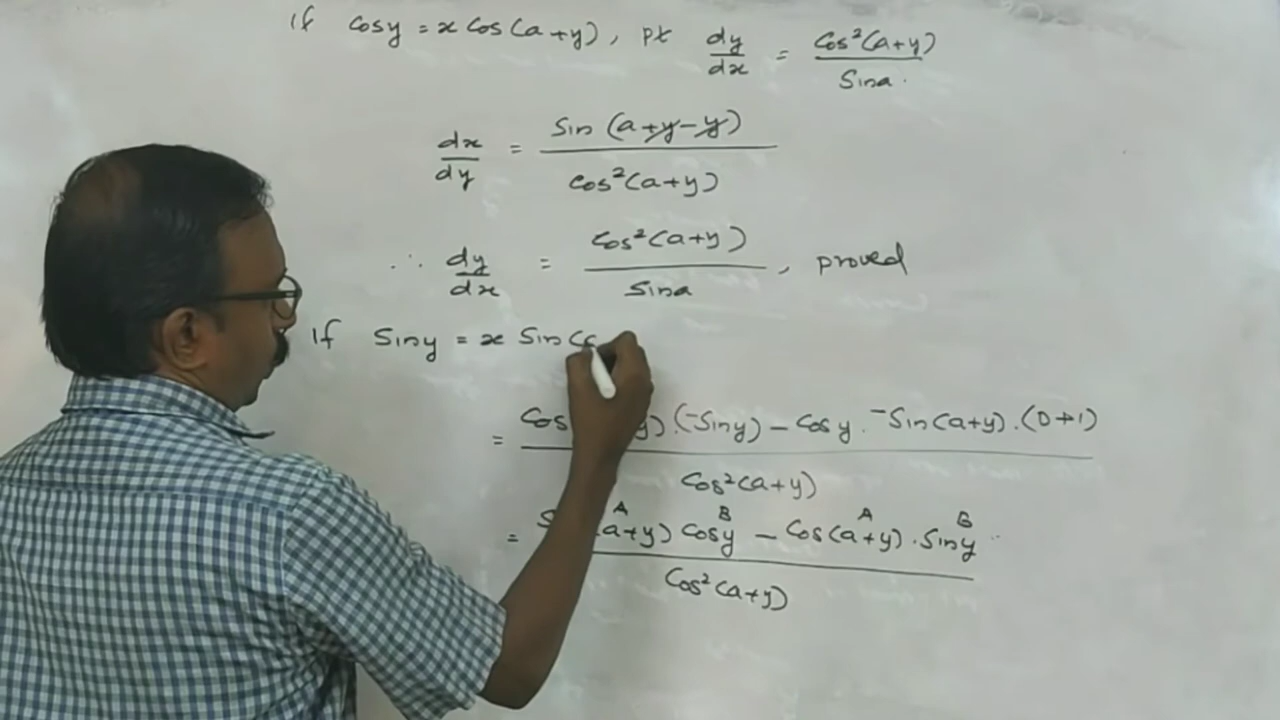 If Cosy = x Cos(a+y), pt dy/dx = Cos²(a+y)/Sina.
dx/dy = Sin(a+y-y)/Cos²(a+y)
∴ dy/dx = Cos²(a+y)/Sina, proved
If Siny = x Sin(
= Cos y).(-Siny) - Cosy.-Sin(a+y).(0+1)/Cos²(a+y)
= (a+y) Cosy - Cos(a+y).Siny/Cos²(a+y)
A B A B